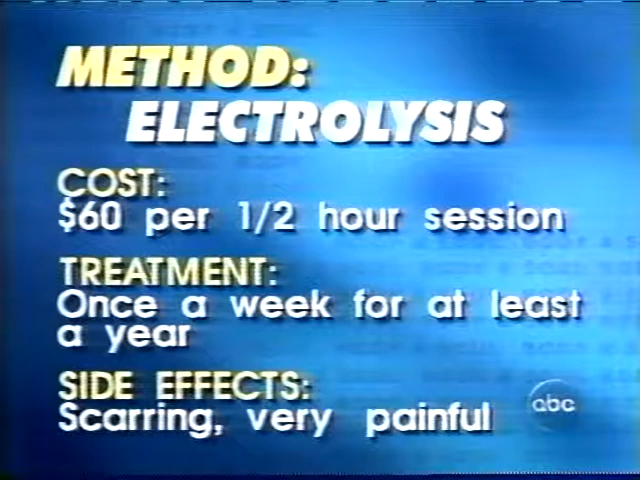 METHOD:
ELECTROLYSIS
COST:
$60 per 1/2 hour session
TREATMENT:
Once a week for at least
a year
SIDE EFFECTS:
Scarring, very painful
abc